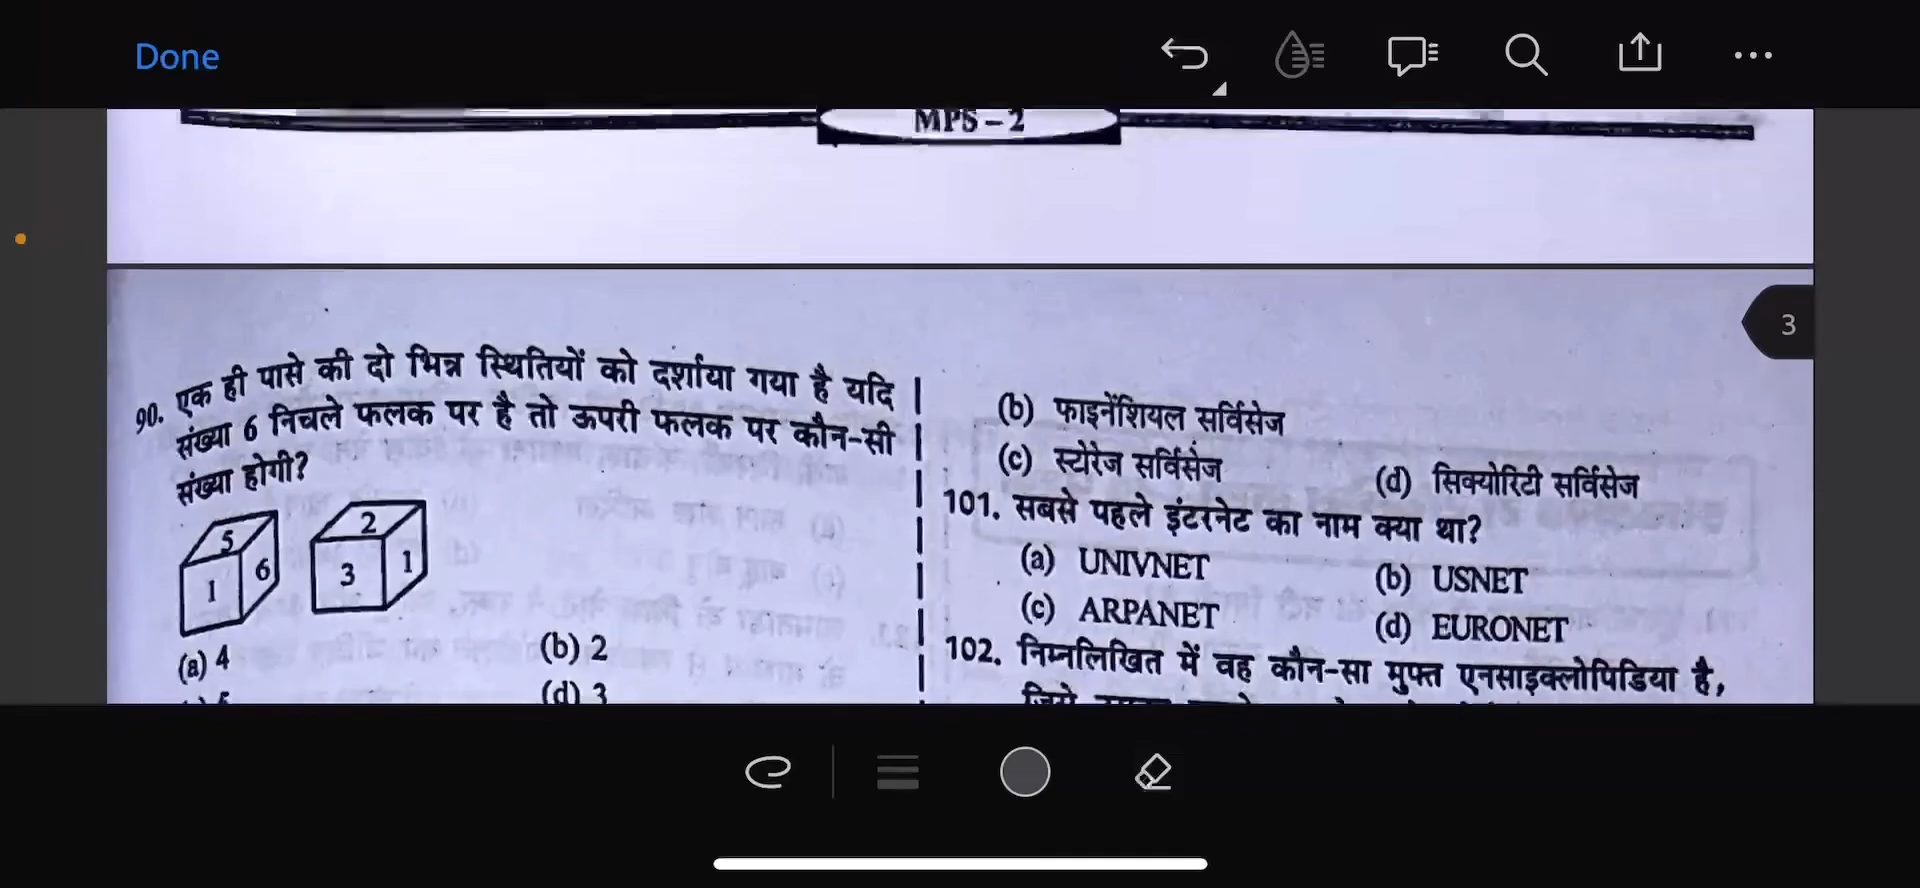 Done
MPS – 2
3
90. एक ही पासे की दो भिन्न स्थितियों को दर्शाया गया है यदि
संख्या 6 निचले फलक पर है तो ऊपरी फलक पर कौन-सी
संख्या होगी?
5
1
6
2
3
1
(a) 4
(b) 2
(d) 3
(b) फाइनेंशियल सर्विसेज
(c) स्टोरेज सर्विसेज
(d) सिक्योरिटी सर्विसेज
101. सबसे पहले इंटरनेट का नाम क्या था?
(a) UNIVNET
(b) USNET
(c) ARPANET
(d) EURONET
102. निम्नलिखित में वह कौन-सा मुफ्त एनसाइक्लोपिडिया है,